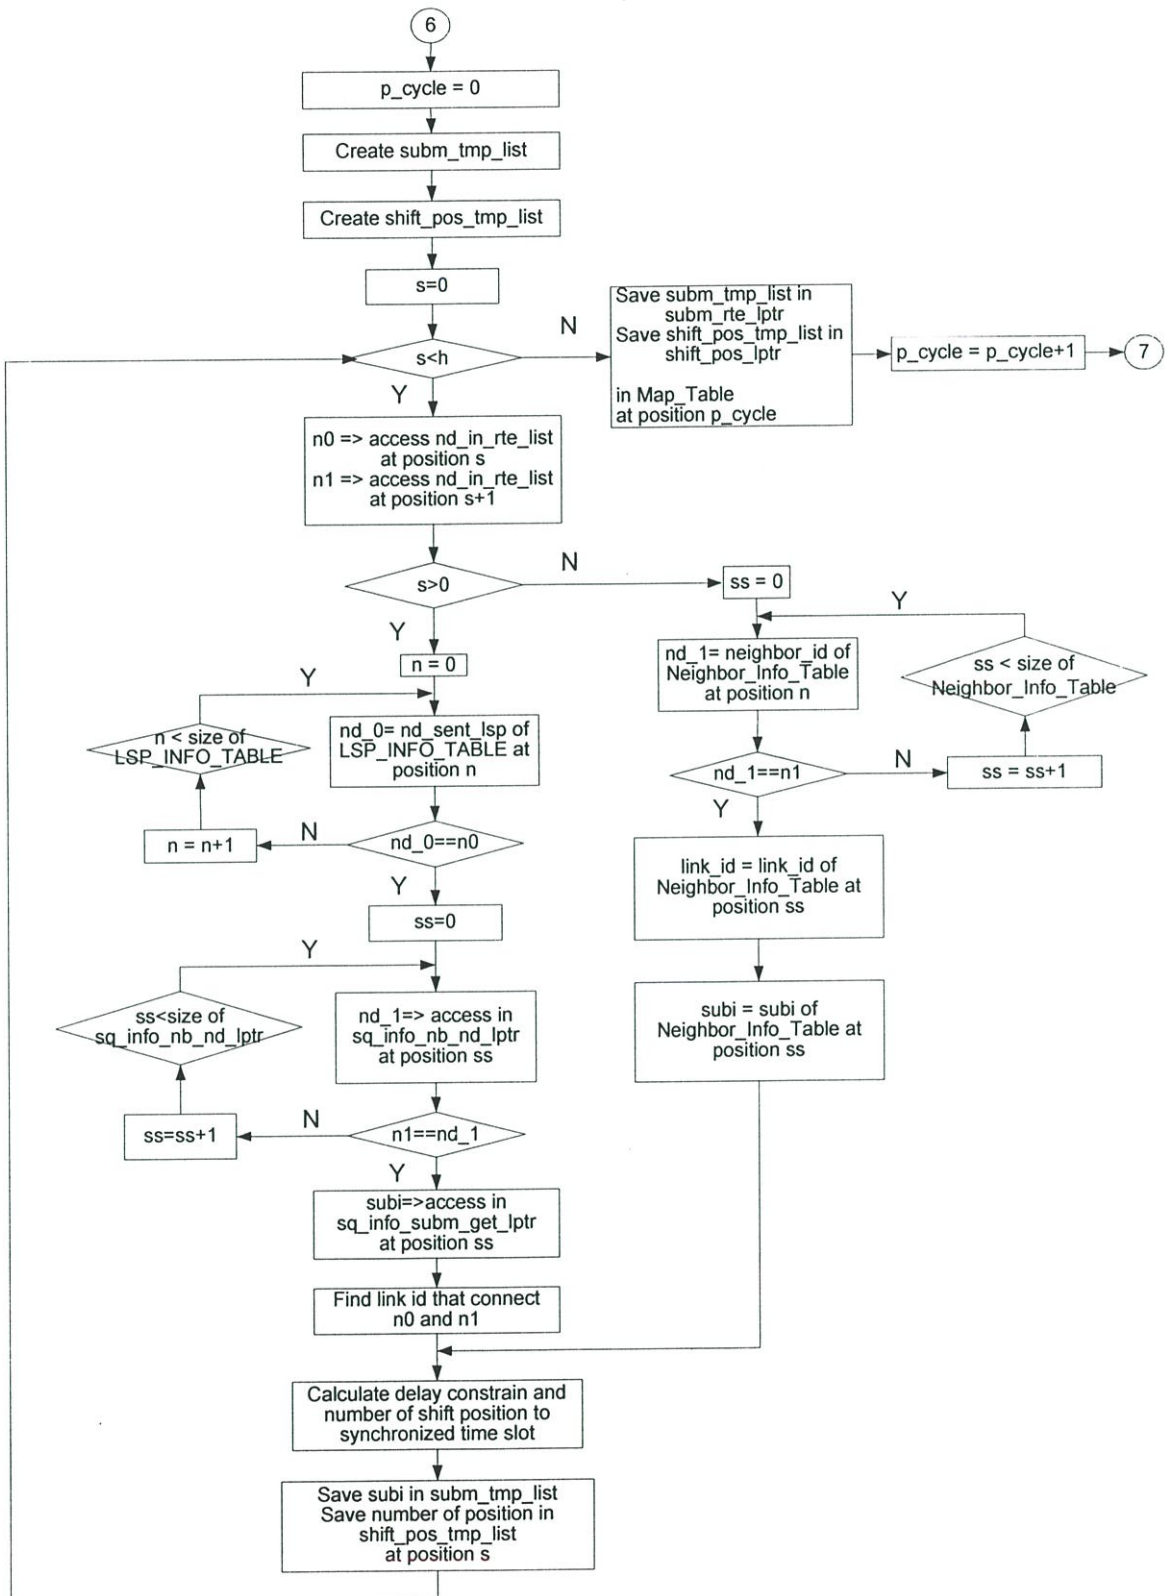 6
p_cycle = 0
Create subm_tmp_list
Create shift_pos_tmp_list
s=0
s<h
N
Save subm_tmp_list in
subm_rte_lptr
Save shift_pos_tmp_list in
shift_pos_lptr
in Map_Table
at position p_cycle
p_cycle = p_cycle+1
7
Y
n0 => access nd_in_rte_list
at position s
n1 => access nd_in_rte_list
at position s+1
s>0
N
ss = 0
Y
nd_1= neighbor_id of
Neighbor_Info_Table
at position n
ss < size of
Neighbor_Info_Table
nd_1==n1
N
ss = ss+1
Y
link_id = link_id of
Neighbor_Info_Table at
position ss
subi = subi of
Neighbor_Info_Table at
position ss
Y
n = 0
Y
n < size of
LSP_INFO_TABLE
nd_0= nd_sent_lsp of
LSP_INFO_TABLE at
position n
n = n+1
N
nd_0==n0
Y
ss=0
Y
ss<size of
sq_info_nb_nd_lptr
nd_1=> access in
sq_info_nb_nd_lptr
at position ss
ss=ss+1
N
n1==nd_1
Y
subi=>access in
sq_info_subm_get_lptr
at position ss
Find link id that connect
n0 and n1
Calculate delay constrain and
number of shift position to
synchronized time slot
Save subi in subm_tmp_list
Save number of position in
shift_pos_tmp_list
at position s